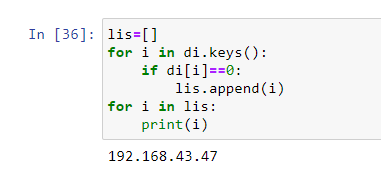 In [36]: lis=[]
for i in di.keys():
    if di[i]==0:
        lis.append(i)
for i in lis:
    print(i)
192.168.43.47